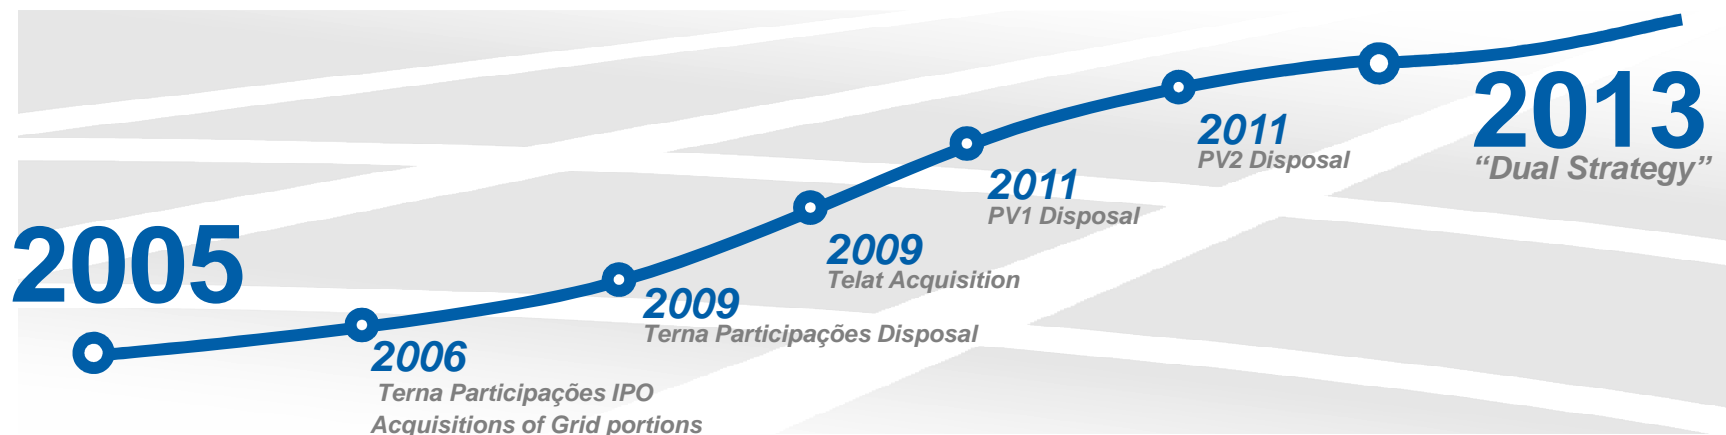 2005
2006
Terna Participações IPO
Acquisitions of Grid portions
2009
Terna Participações Disposal
2009
Telat Acquisition
2011
PV1 Disposal
2011
PV2 Disposal
2013
“Dual Strategy”